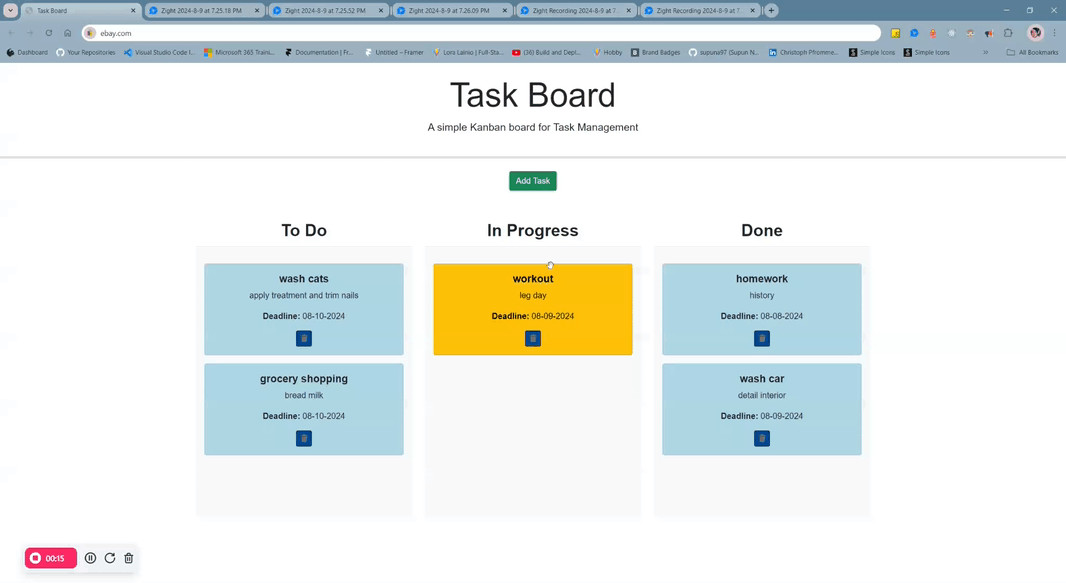 Task Board
Zight 2024-8-9 at 7.25.18 PM
Zight 2024-8-9 at 7.25.52 PM
Zight 2024-8-9 at 7.26.09 PM
Zight Recording 2024-8-9 at 7...
Zight Recording 2024-8-9 at 7...
ebay.com
Dashboard
Your Repositories
Visual Studio Code I...
Microsoft 365 Traini...
Documentation | Fr...
Untitled – Framer
Lora Laino | Full-Sta...
(36) Build and Depl...
Hobby
Brand Badges
supuna97 (Supun N...
Christoph Pfromme...
Simple Icons
Simple Icons
All Bookmarks
Task Board
A simple Kanban board for Task Management
Add Task
To Do
wash cats
apply treatment and trim nails
Deadline: 08-10-2024
grocery shopping
bread milk
Deadline: 08-10-2024
In Progress
workout
leg day
Deadline: 08-09-2024
Done
homework
history
Deadline: 08-08-2024
wash car
detail interior
Deadline: 08-09-2024
00:15